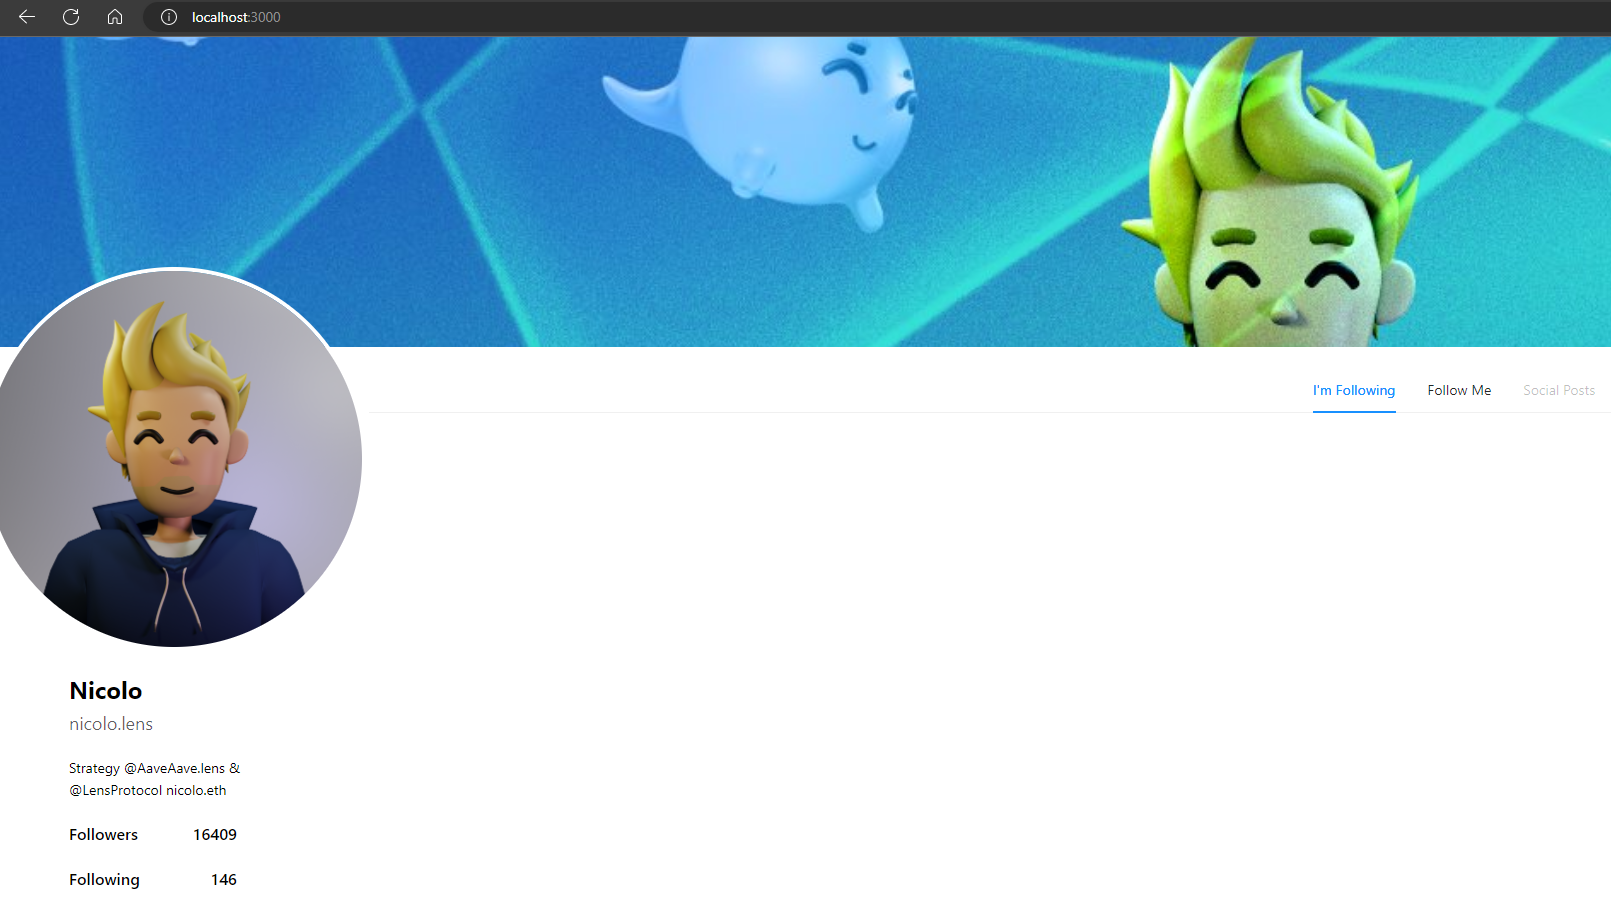 localhost:3000
I'm Following
Follow Me
Social Posts
Nicolo
nicolo.lens
Strategy @AaveAave.lens &
@LensProtocol nicolo.eth
Followers 16409
Following 146